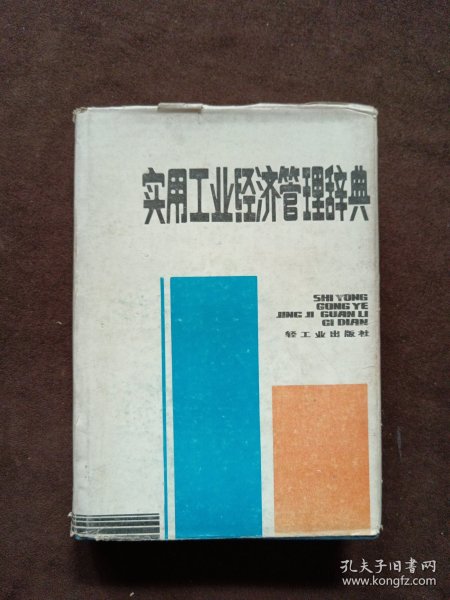 实用工业经济管理辞典
SHI YONG
GONG YE
JING JI GUAN LI
CI DIAN
轻工业出版社
孔夫子旧书网
www.kongfz.com